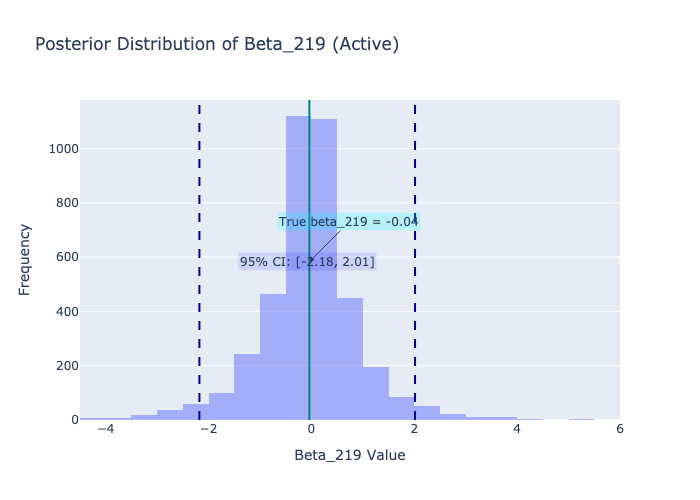 Posterior Distribution of Beta_219 (Active)
1000
800
600
400
200
0
Frequency
True beta_219 = -0.04
95% CI: [-2.18, 2.01]
−4
−2
0
2
4
6
Beta_219 Value